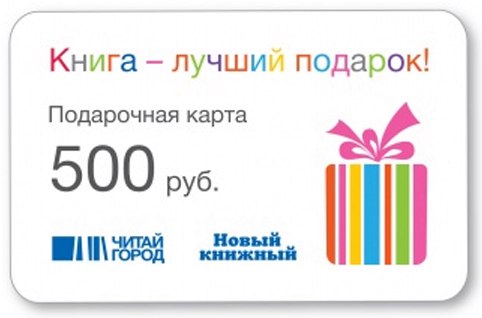 Книга – лучший подарок!
Подарочная карта
500 руб.
ЧИТАЙ
ГОРОД
Новый
книжный